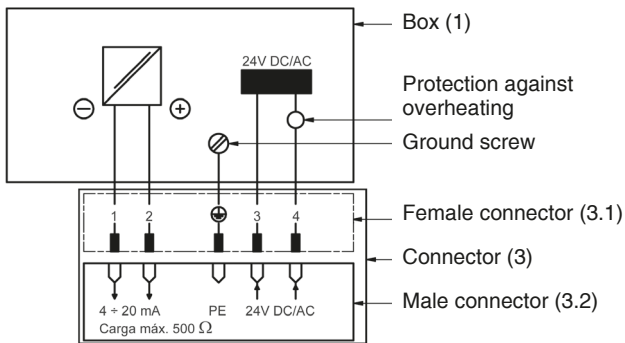 Box (1)
24V DC/AC
Protection against
overheating
Ground screw
1 2 3 4
Female connector (3.1)
Connector (3)
Male connector (3.2)
4 ÷ 20 mA PE 24V DC/AC
Carga máx. 500 Ω